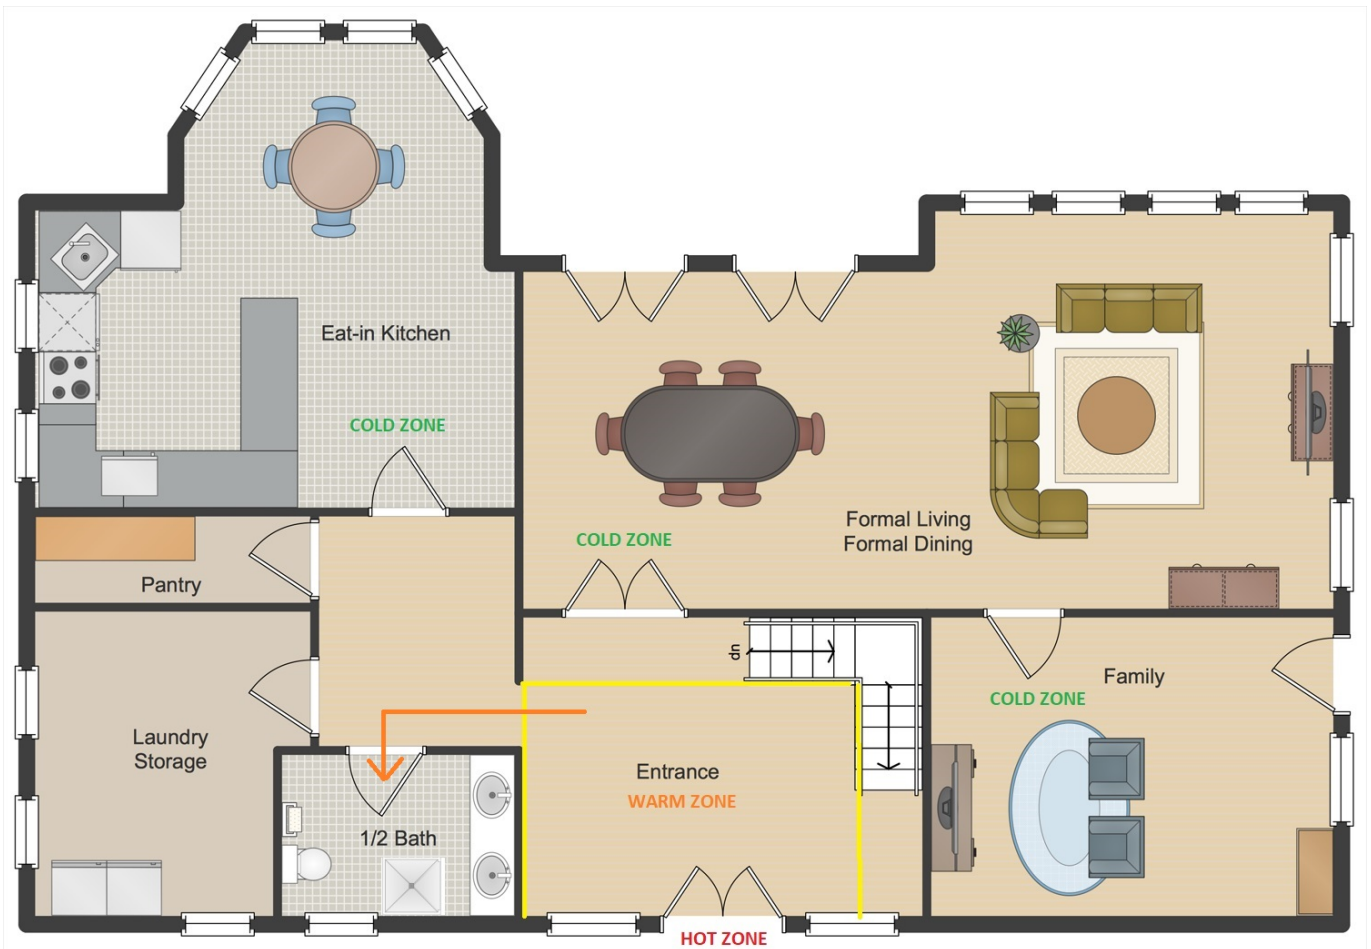 Eat-in Kitchen
COLD ZONE
COLD ZONE
Formal Living
Formal Dining
Pantry
dn
Family
COLD ZONE
Laundry
Storage
Entrance
WARM ZONE
1/2 Bath
HOT ZONE